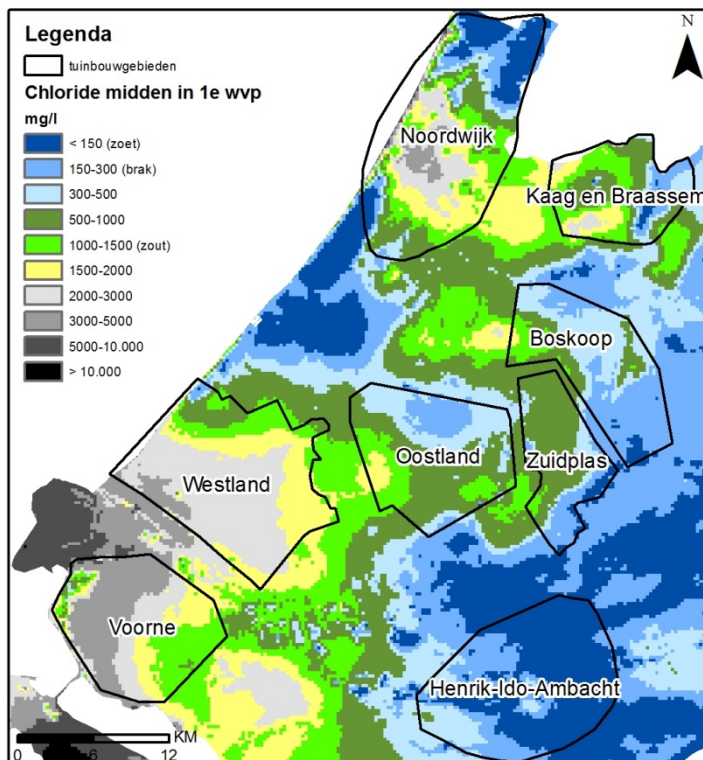 Legenda
tuinbouwgebieden
Chloride midden in 1e wvp
mg/l
< 150 (zoet)
150-300 (brak)
300-500
500-1000
1000-1500 (zout)
1500-2000
2000-3000
3000-5000
5000-10.000
> 10.000
N
Noordwijk
Kaag en Braassem
Boskoop
Oostland
Zuidplas
Westland
Voorne
Henrik-Ido-Ambacht
KM
0 6 12